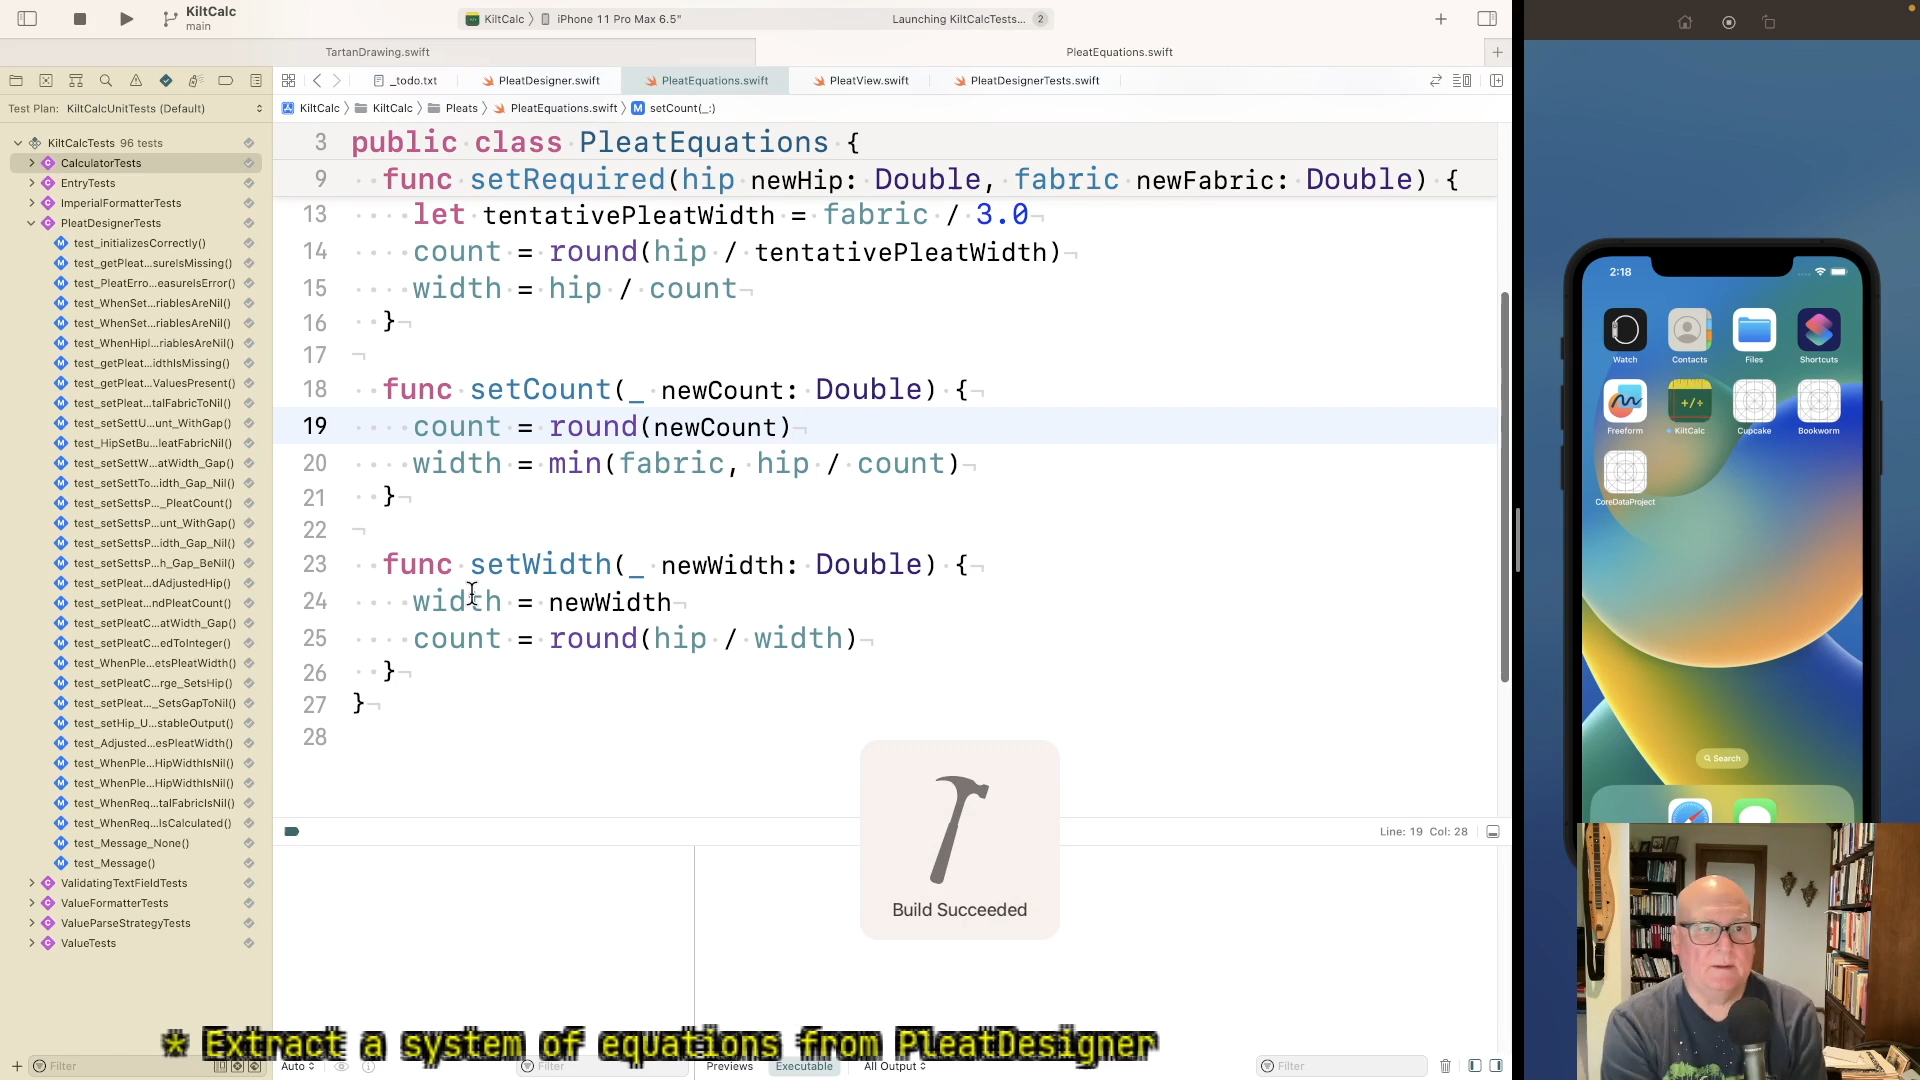 KiltCalc
main
KiltCalc
iPhone 11 Pro Max 6.5"
Launching KiltCalcTests...
2
TartanDrawing.swift
PleatEquations.swift
_todo.txt
PleatDesigner.swift
PleatEquations.swift
PleatView.swift
PleatDesignerTests.swift
Test Plan: KiltCalcUnitTests (Default)
KiltCalc
KiltCalc
Pleats
PleatEquations.swift
M setCount(_:)
KiltCalcTests 96 tests
C CalculatorTests
C EntryTests
C ImperialFormatterTests
C PleatDesignerTests
M test_initializesCorrectly()
M test_getPleat...sureIsMissing()
M test_PleatErro...easureIsError()
M test_WhenSet...riablesAreNil()
M test_WhenSet...riablesAreNil()
M test_WhenHipI...riablesAreNil()
M test_getPleat...idthIsMissing()
M test_getPleat...ValuesPresent()
M test_setPleat...talFabricToNil()
M test_setSettU...unt_WithGap()
M test_HipSetBu...leatFabricNil()
M test_setSettW...atWidth_Gap()
M test_setSetTo...idth_Gap_Nil()
M test_setSettsP..._PleatCount()
M test_setSettsP...unt_WithGap()
M test_setSettsP...idth_Gap_Nil()
M test_setSettsP...h_Gap_BeNil()
M test_setPleat...dAdjustedHip()
M test_setPleat...ndPleatCount()
M test_setPleatC...atWidth_Gap()
M test_setPleatC...edToInteger()
M test_WhenPle...etsPleatWidth()
M test_setPleatC...rge_SetsHip()
M test_setPleat..._SetsGapToNil()
M test_setHip_U...stableOutput()
M test_Adjusted...esPleatWidth()
M test_WhenPle...HipWidthIsNil()
M test_WhenPle...HipWidthIsNil()
M test_WhenReq...talFabricIsNil()
M test_WhenReq...IsCalculated()
M test_Message_None()
M test_Message()
C ValidatingTextFieldTests
C ValueFormatterTests
C ValueParseStrategyTests
C ValueTests
Filter
3 public class PleatEquations {
9 func setRequired(hip newHip: Double, fabric newFabric: Double) {
13 let tentativePleatWidth = fabric / 3.0
14 count = round(hip / tentativePleatWidth)
15 width = hip / count
16 }
17
18 func setCount(_ newCount: Double) {
19 count = round(newCount)
20 width = min(fabric, hip / count)
21 }
22
23 func setWidth(_ newWidth: Double) {
24 width = newWidth
25 count = round(hip / width)
26 }
27 }
28
Build Succeeded
Line: 19 Col: 28
Auto
Filter
Previews
Executable
All Output
Filter
* Extract a system of equations from PleatDesigner
2:18
Watch
Contacts
Files
Shortcuts
+/÷
Freeform
KiltCalc
Cupcake
Bookworm
CoreDataProject
Search